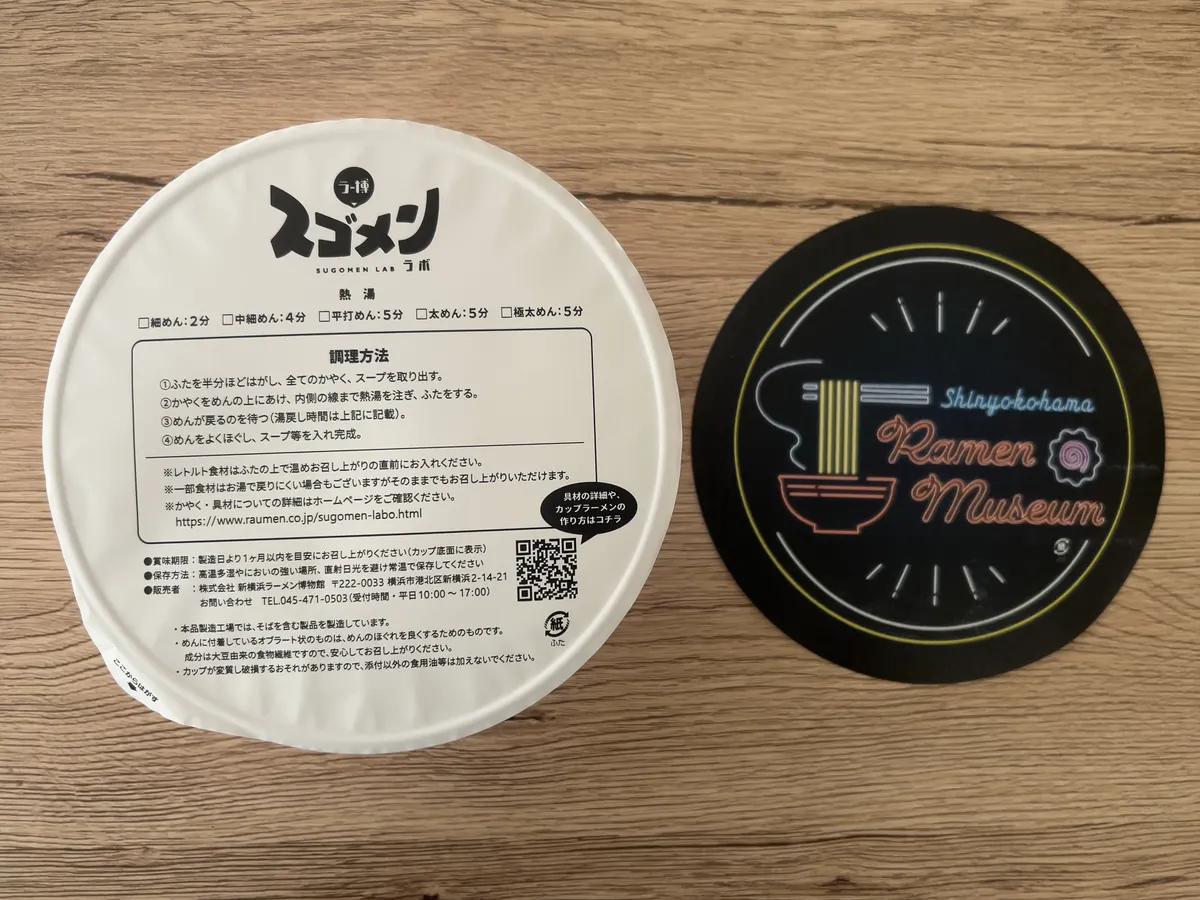 ラー博
スゴメン
SUGOMEN LAB ラボ
熱 湯
□細めん:2分 □中細めん:4分 □平打めん:5分 □太めん:5分 □極太めん:5分
調理方法
①ふたを半分ほどはがし、全てのかやく、スープを取り出す。
②かやくをめんの上にあけ、内側の線まで熱湯を注ぎ、ふたをする。
③めんが戻るのを待つ(湯戻し時間は上記に記載)。
④めんをよくほぐし、スープ等を入れ完成。
※レトルト食材はふたの上で温めお召し上がりの直前にお入れください。
※一部食材はお湯で戻りにくい場合もございますがそのままでもお召し上がりいただけます。
※かやく・具材についての詳細はホームページをご確認ください。
https://www.raumen.co.jp/sugomen-labo.html
具材の詳細や、
カップラーメンの
作り方はコチラ
●賞味期限:製造日より1ヶ月以内を目安にお召し上がりください(カップ底面に表示)
●保存方法:高温多湿やにおいの強い場所、直射日光を避け常温で保存してください
●販売者 :株式会社 新横浜ラーメン博物館 〒222-0033 横浜市港北区新横浜2-14-21
お問い合わせ TEL.045-471-0503(受付時間・平日10:00〜17:00)
紙
ふた
・本品製造工場では、そばを含む製品を製造しています。
・めんに付着しているオブラート状のものは、めんのほぐれを良くするためのものです。
成分は大豆由来の食物繊維ですので、安心してお召し上がりください。
・カップが変質し破損するおそれがありますので、添付以外の食用油等は加えないでください。
ここからはがす
Shinyokohama
Ramen
Museum